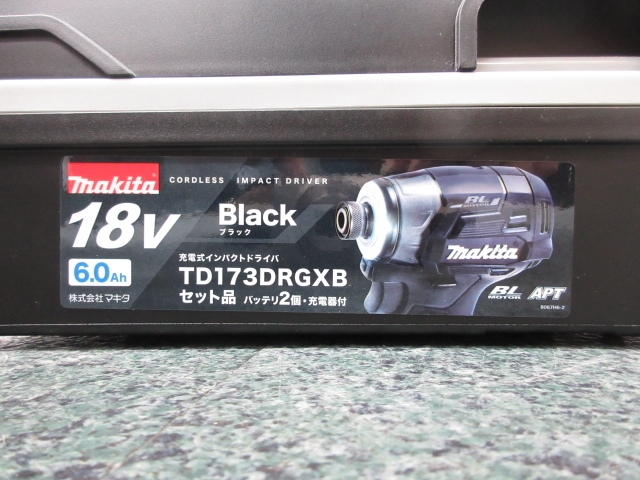 makita
CORDLESS IMPACT DRIVER
18V
Black
ブラック
6.0Ah
充電式インパクトドライバ
TD173DRGXB
株式会社マキタ
セット品 バッテリ2個・充電器付
BL
makita
BL
MOTOR
APT